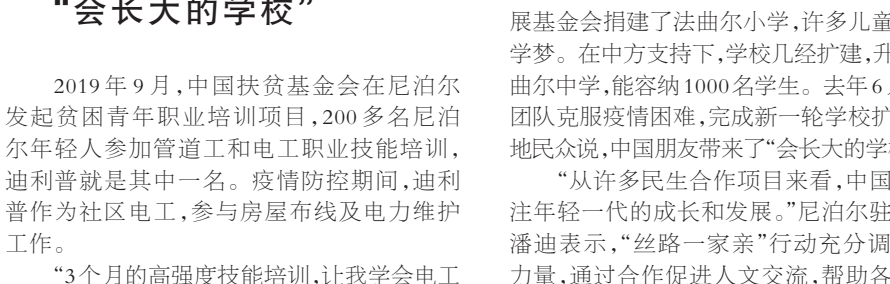 “会长大的学校”
2019年9月，中国扶贫基金会在尼泊尔
发起贫困青年职业培训项目，200多名尼泊
尔年轻人参加管道工和电工职业技能培训，
迪利普就是其中一名。疫情防控期间，迪利
普作为社区电工，参与房屋布线及电力维护
工作。
“3个月的高强度技能培训，让我学会电工
展基金会捐建了法曲尔小学，许多儿童
学梦。在中方支持下，学校几经扩建，升
曲尔中学，能容纳1000名学生。去年6
团队克服疫情困难，完成新一轮学校扩
地民众说，中国朋友带来了“会长大的学
“从许多民生合作项目来看，中国
注年轻一代的成长和发展。”尼泊尔驻
潘迪表示，“丝路一家亲”行动充分调
力量，通过合作促进人文交流，帮助各